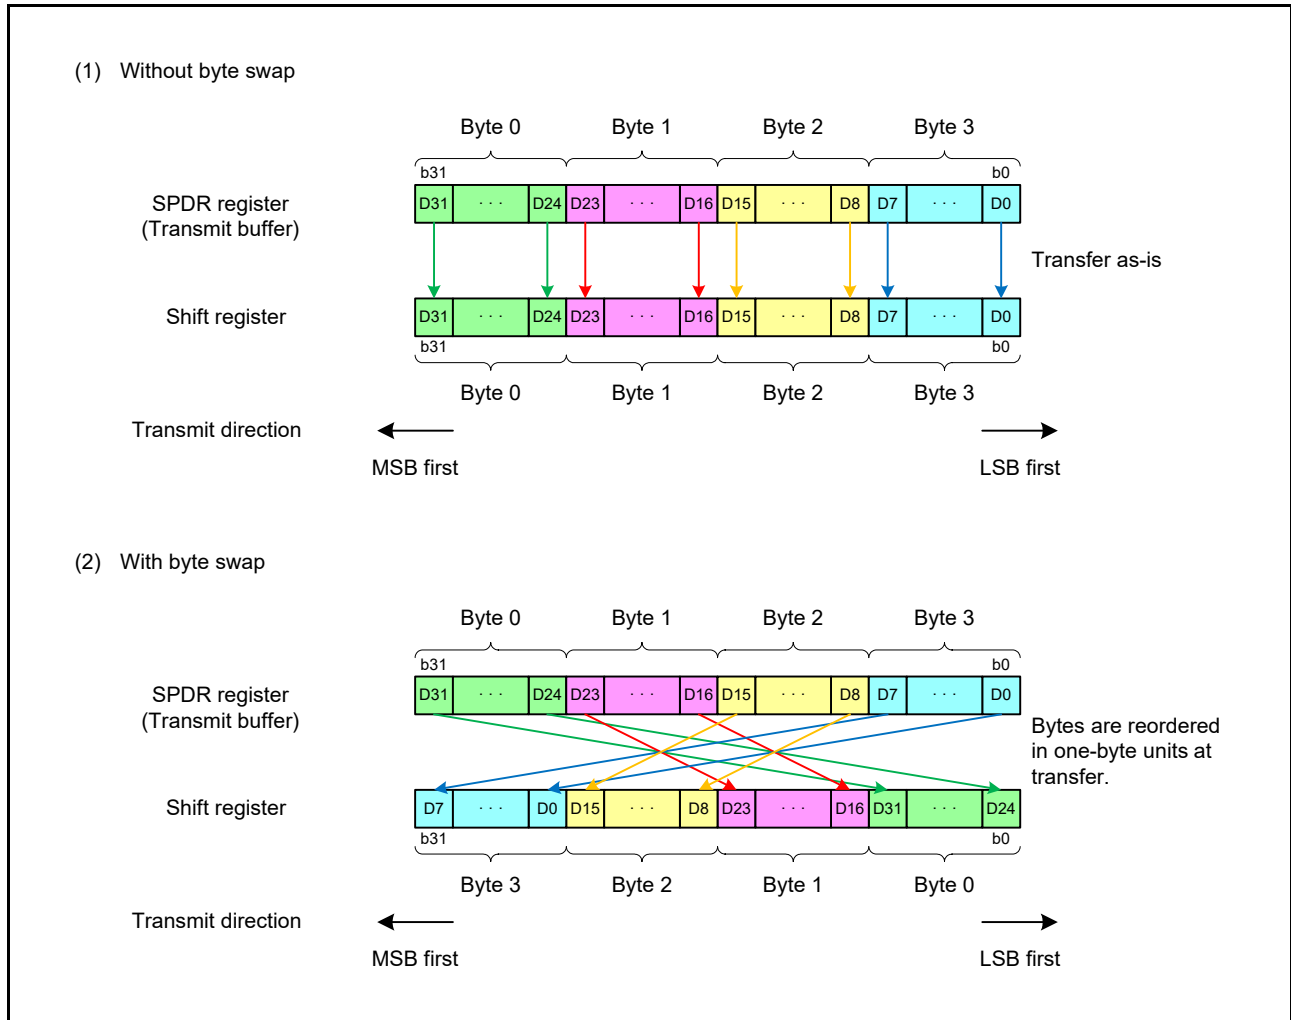 (1) Without byte swap
Byte 0 Byte 1 Byte 2 Byte 3
b31 b0
SPDR register
(Transmit buffer)
D31 · · · D24 D23 · · · D16 D15 · · · D8 D7 · · · D0
Transfer as-is
Shift register
D31 · · · D24 D23 · · · D16 D15 · · · D8 D7 · · · D0
b31 b0
Byte 0 Byte 1 Byte 2 Byte 3
Transmit direction
MSB first LSB first
(2) With byte swap
Byte 0 Byte 1 Byte 2 Byte 3
b31 b0
SPDR register
(Transmit buffer)
D31 · · · D24 D23 · · · D16 D15 · · · D8 D7 · · · D0
Bytes are reordered
in one-byte units at
transfer.
Shift register
D7 · · · D0 D15 · · · D8 D23 · · · D16 D31 · · · D24
b31 b0
Byte 3 Byte 2 Byte 1 Byte 0
Transmit direction
MSB first LSB first